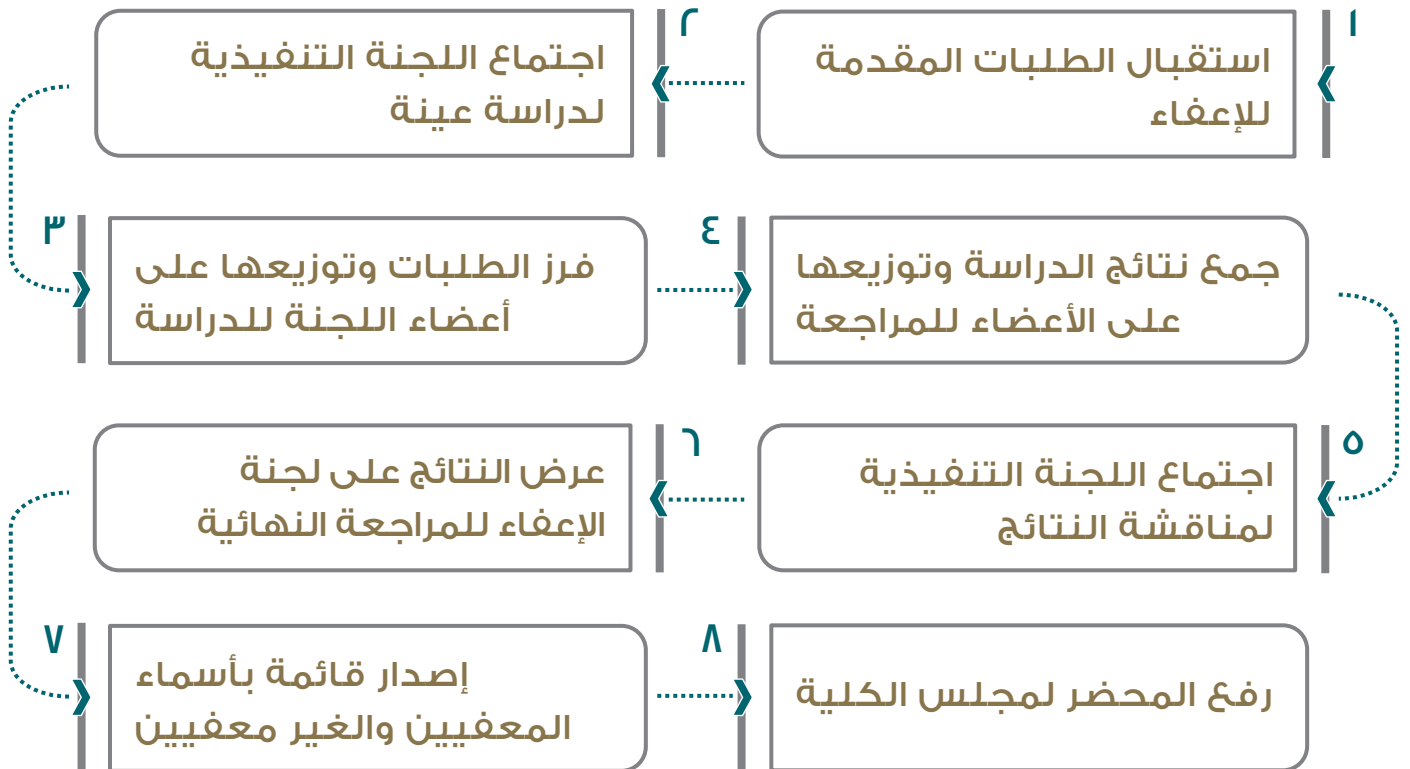 ١
استقبال الطلبات المقدمة
للإعفاء
٢
اجتماع اللجنة التنفيذية
لدراسة عينة
٣
فرز الطلبات وتوزيعها على
أعضاء اللجنة للدراسة
٤
جمع نتائج الدراسة وتوزيعها
على الأعضاء للمراجعة
٥
اجتماع اللجنة التنفيذية
لمناقشة النتائج
٦
عرض النتائج على لجنة
الإعفاء للمراجعة النهائية
٧
إصدار قائمة بأسماء
المعفيين والغير معفيين
٨
رفع المحضر لمجلس الكلية